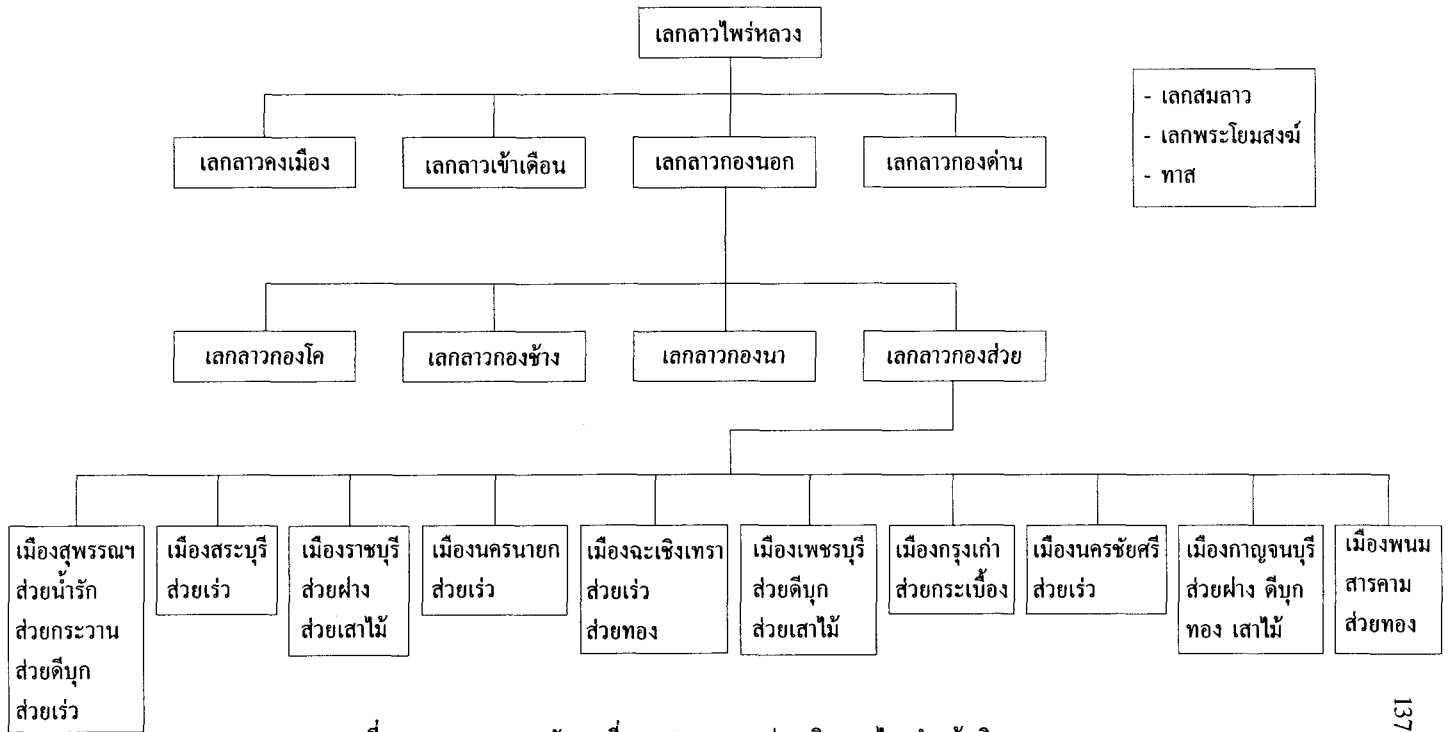 เลกลาวไพร่หลวง
- เลกสมลาว
- เลกพระโยมสงฆ์
- ทาส
เลกลาวคงเมือง
เลกลาวเข้าเดือน
เลกลาวกองนอก
เลกลาวกองด่าน
เลกลาวกองโค
เลกลาวกองช้าง
เลกลาวกองนา
เลกลาวกองส่วย
เมืองสุพรรณฯ
ส่วยน้ำรัก
ส่วยกระวาน
ส่วยดีบุก
ส่วยเร่ว
เมืองสระบุรี
ส่วยเร่ว
เมืองราชบุรี
ส่วยฝาง
ส่วยเสาไม้
เมืองนครนายก
ส่วยเร่ว
เมืองฉะเชิงเทรา
ส่วยเร่ว
ส่วยทอง
เมืองเพชรบุรี
ส่วยดีบุก
ส่วยเสาไม้
เมืองกรุงเก่า
ส่วยกระเบื้อง
เมืองนครชัยศรี
ส่วยเร่ว
เมืองกาญจนบุรี
ส่วยฝาง ดีบุก
ทอง เสาไม้
เมืองพนม
สารคาม
ส่วยทอง
137